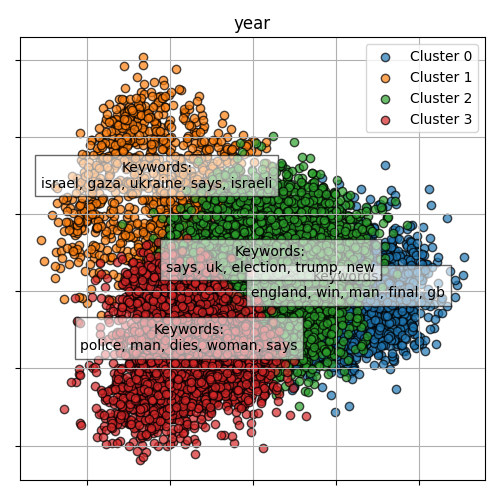 year
Cluster 0
Cluster 1
Cluster 2
Cluster 3
Keywords:
israel, gaza, ukraine, says, israeli
Keywords:
says, uk, election, trump, new
Keywords:
england, win, man, final, gb
Keywords:
police, man, dies, woman, says